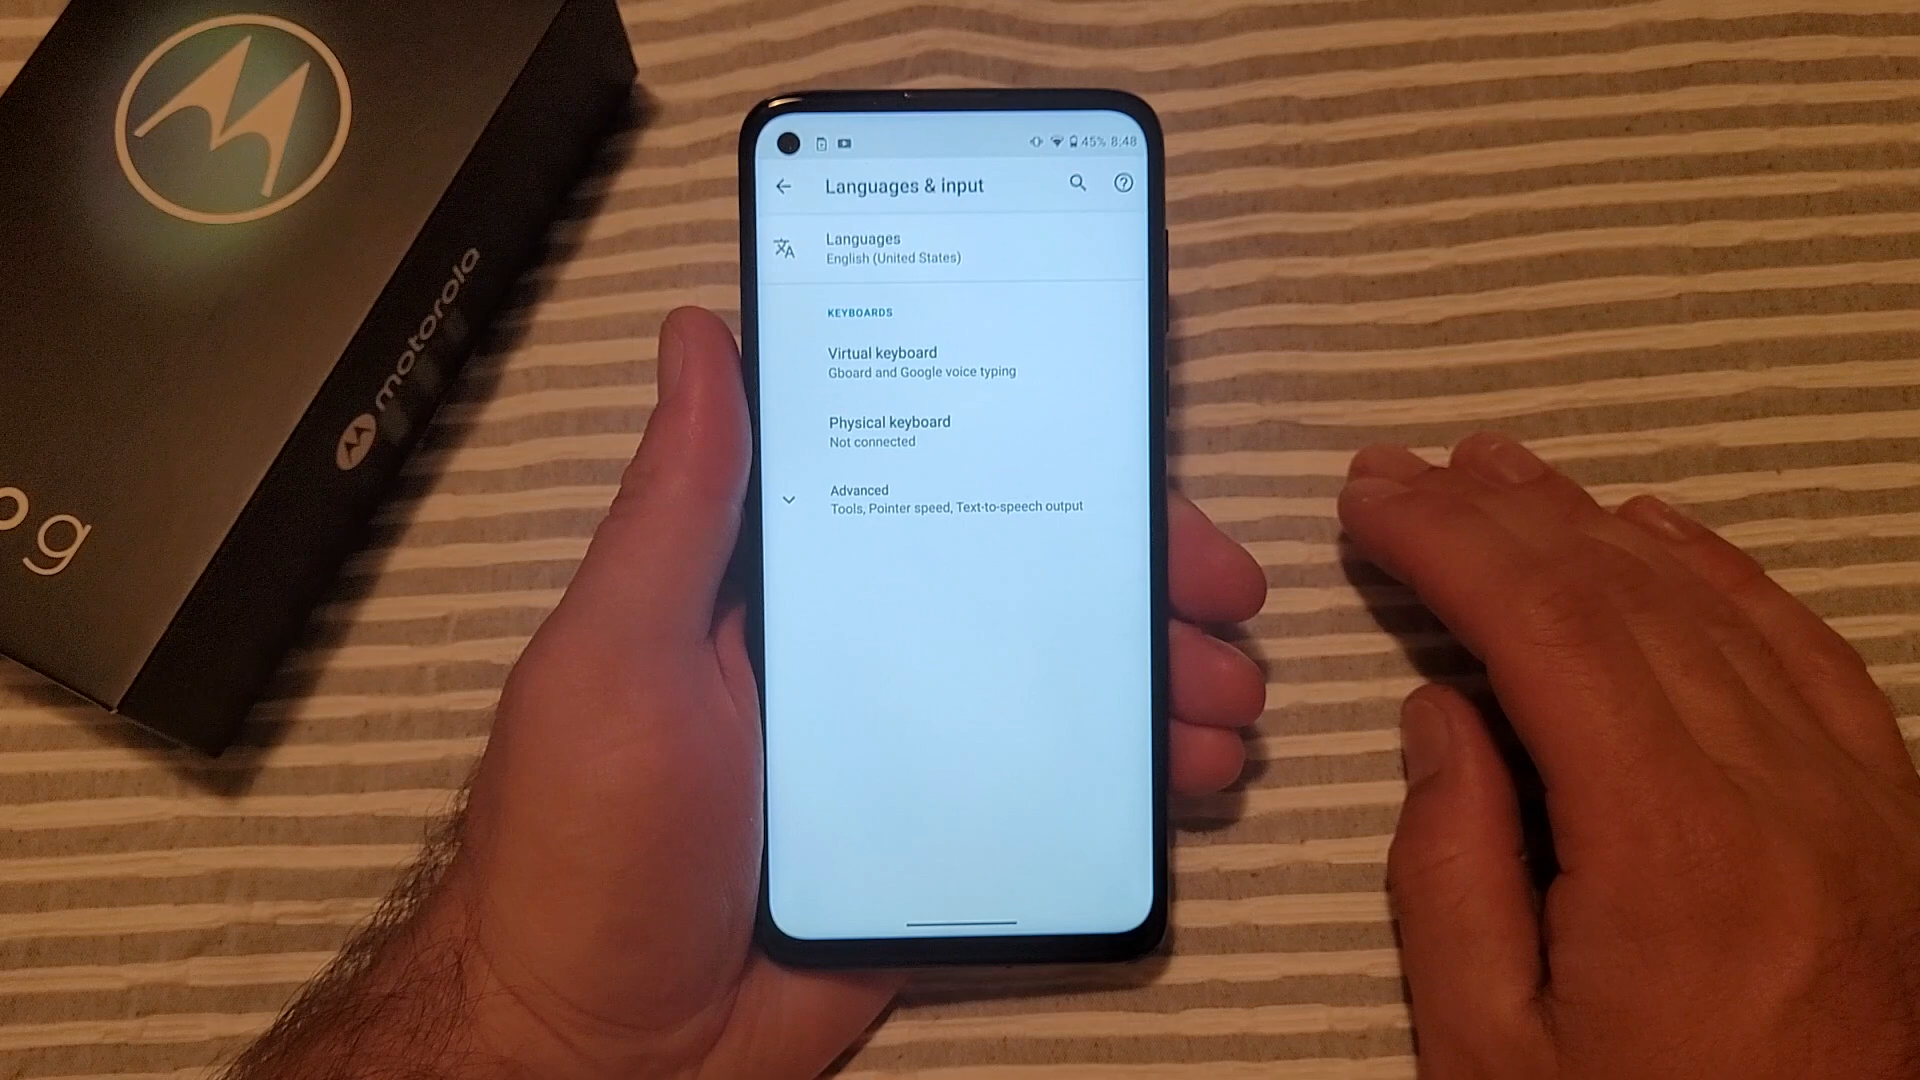 motorola
g
45% 8:48
Languages & input
Languages
English (United States)
KEYBOARDS
Virtual keyboard
Gboard and Google voice typing
Physical keyboard
Not connected
Advanced
Tools, Pointer speed, Text-to-speech output